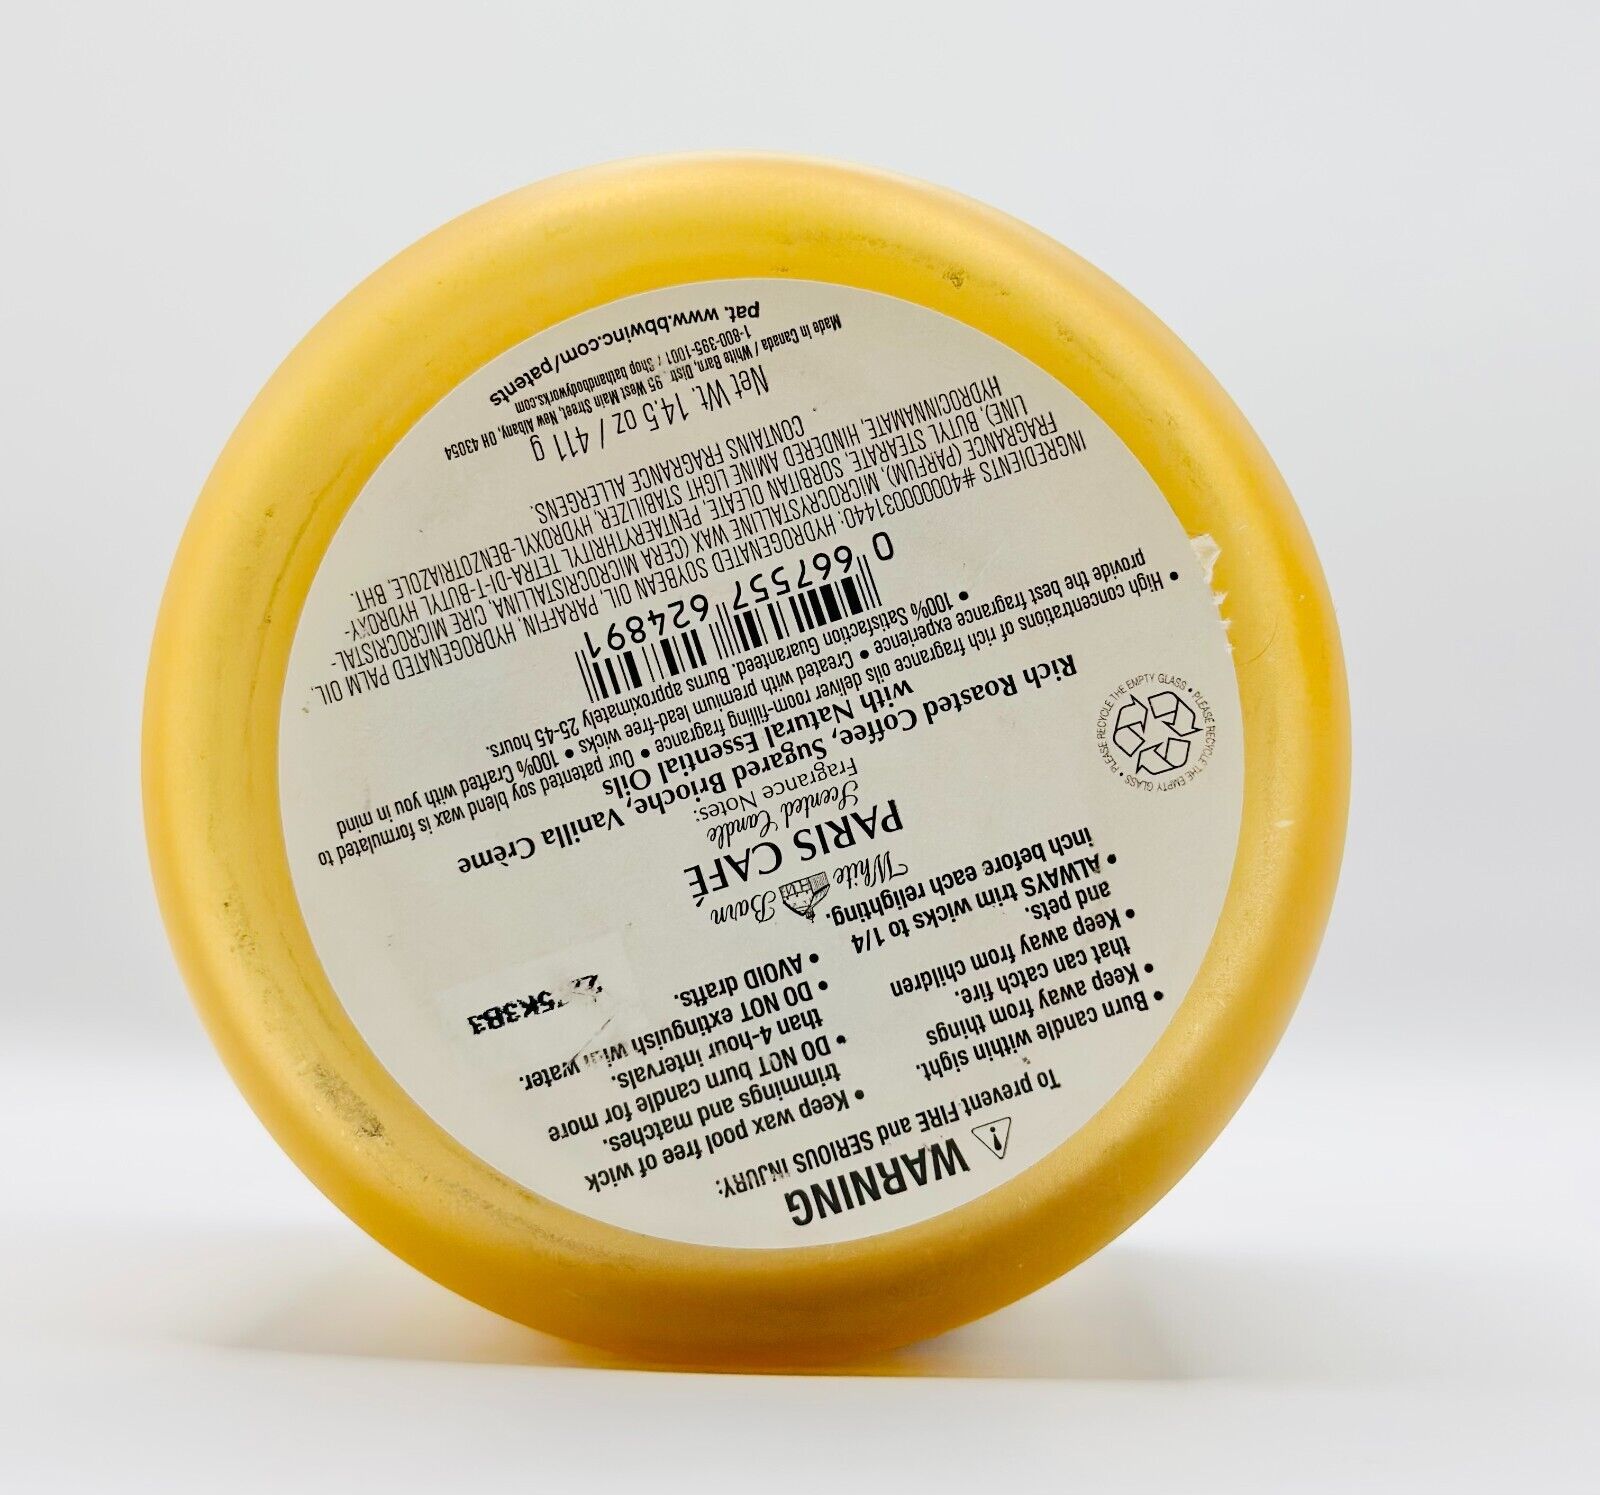 WARNING
To prevent FIRE and SERIOUS INJURY:
• Burn candle within sight.
• Keep away from things
that can catch fire.
• Keep away from children
and pets.
• ALWAYS trim wicks to 1/4
inch before each relighting.
• Keep wax pool free of wick
trimmings and matches.
• DO NOT burn candle for more
than 4-hour intervals.
• DO NOT extinguish with water.
• AVOID drafts.
5K3B3
White Barn
PARIS CAFÉ
Scented Candle
Fragrance Notes:
Rich Roasted Coffee, Sugared Brioche, Vanilla Crème
with Natural Essential Oils
• High concentrations of rich fragrance oils deliver room-filling fragrance • Our patented soy blend wax is formulated to
provide the best fragrance experience • Created with premium lead-free wicks • 100% Crafted with you in mind
• 100% Satisfaction Guaranteed. Burns approximately 25-45 hours.
• PLEASE RECYCLE THE EMPTY GLASS • PLEASE RECYCLE THE EMPTY GLASS
0 667557 624891
INGREDIENTS #400000031440: HYDROGENATED SOYBEAN OIL, PARAFFIN, HYDROGENATED PALM OIL,
FRAGRANCE (PARFUM), MICROCRYSTALLINE WAX (CERA MICROCRISTALLINA, CIRE MICROCRISTAL-
LINE), BUTYL STEARATE, SORBITAN OLEATE, PENTAERYTHRITYL TETRA-DI-T-BUTYL HYDROXY-
HYDROCINNAMATE, HINDERED AMINE LIGHT STABILIZER, HYDROXYL-BENZOTRIAZOLE, BHT.
CONTAINS FRAGRANCE ALLERGENS.
Net Wt. 14.5 oz / 411 g
Made in Canada / White Barn, Distr. 95 West Main Street, New Albany, OH 43054
1-800-395-1001 / Shop bathandbodyworks.com
pat. www.bbwinc.com/patents